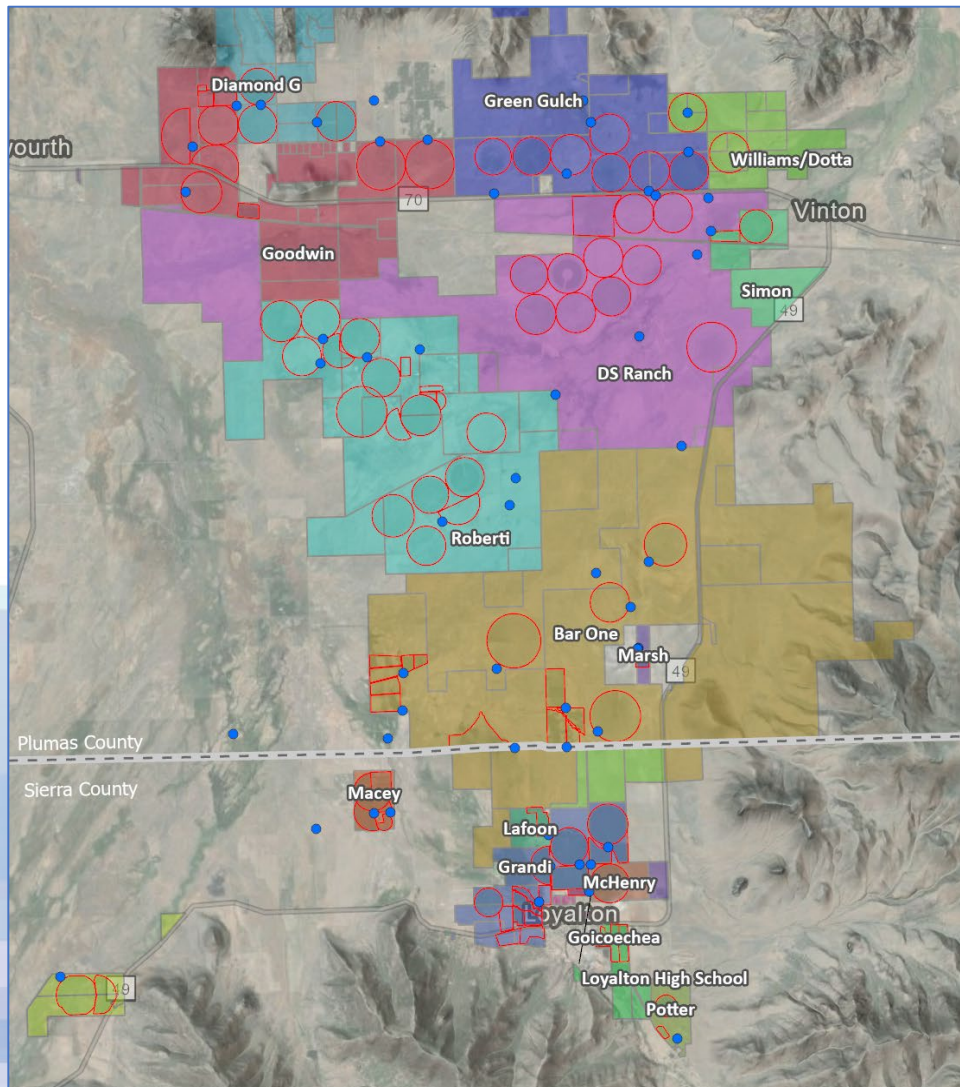 Diamond G
Green Gulch
yourth
Williams/Dotta
70
Vinton
Goodwin
Simon
49
DS Ranch
Roberti
Bar One
Marsh
49
Plumas County
Sierra County
Macey
Lafoon
Grandi
McHenry
Loyalton
Goicoechea
Loyalton High School
49
Potter